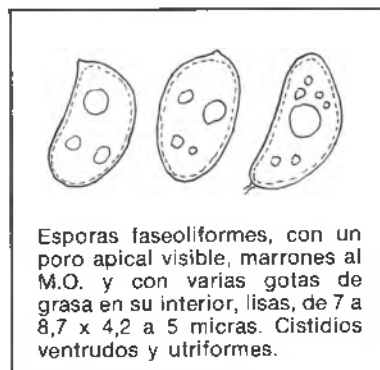 Esporas faseoliformes, con un
poro apical visible, marrones al
M.O. y con varias gotas de
grasa en su interior, lisas, de 7 a
8,7 x 4,2 a 5 micras. Cistidios
ventrudos y utriformes.